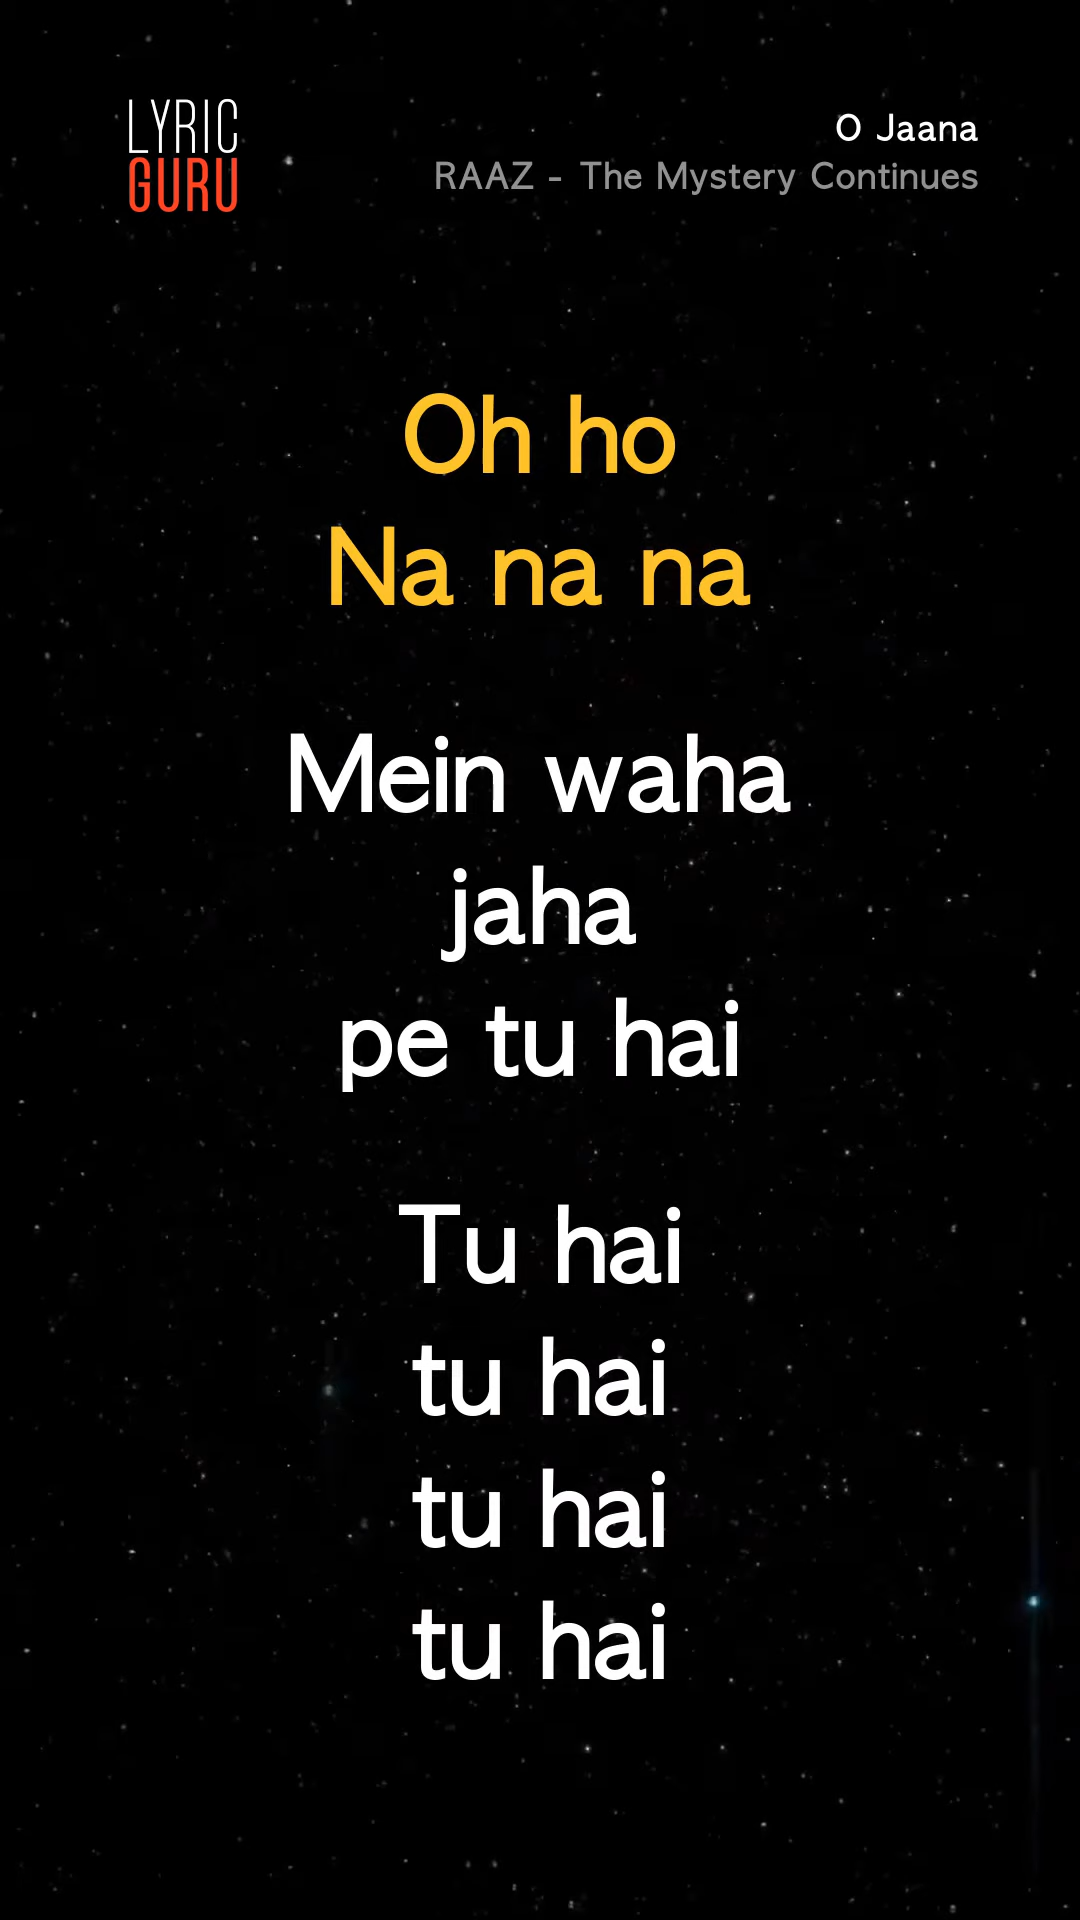 LYRIC
GURU
O Jaana
RAAZ - The Mystery Continues
Oh ho
Na na na
Mein waha
jaha
pe tu hai
Tu hai
tu hai
tu hai
tu hai